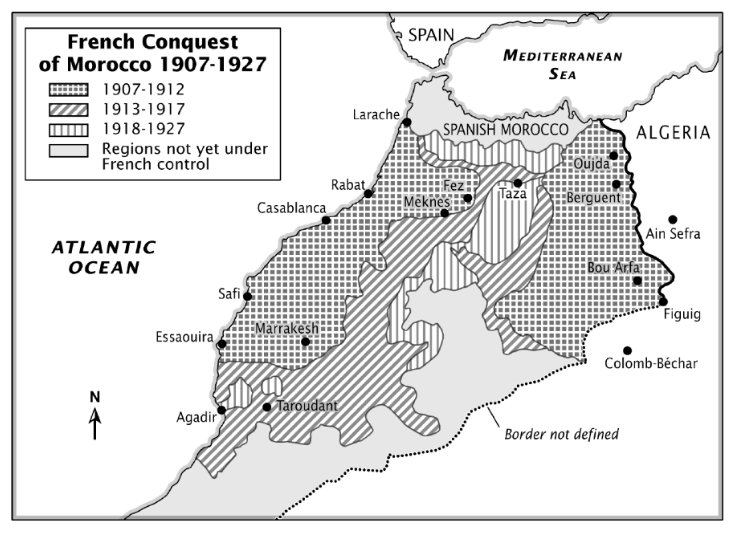 French Conquest
of Morocco 1907-1927
1907-1912
1913-1917
1918-1927
Regions not yet under
French control
SPAIN
MEDITERRANEAN
SEA
Larache
SPANISH MOROCCO
ALGERIA
Oujda
Rabat
Fez
Taza
Berguent
Meknes
Casablanca
Ain Sefra
ATLANTIC
OCEAN
Bou Arfa
Safi
Figuig
Essaouira
Marrakesh
Colomb-Béchar
N
Agadir
Taroudant
Border not defined